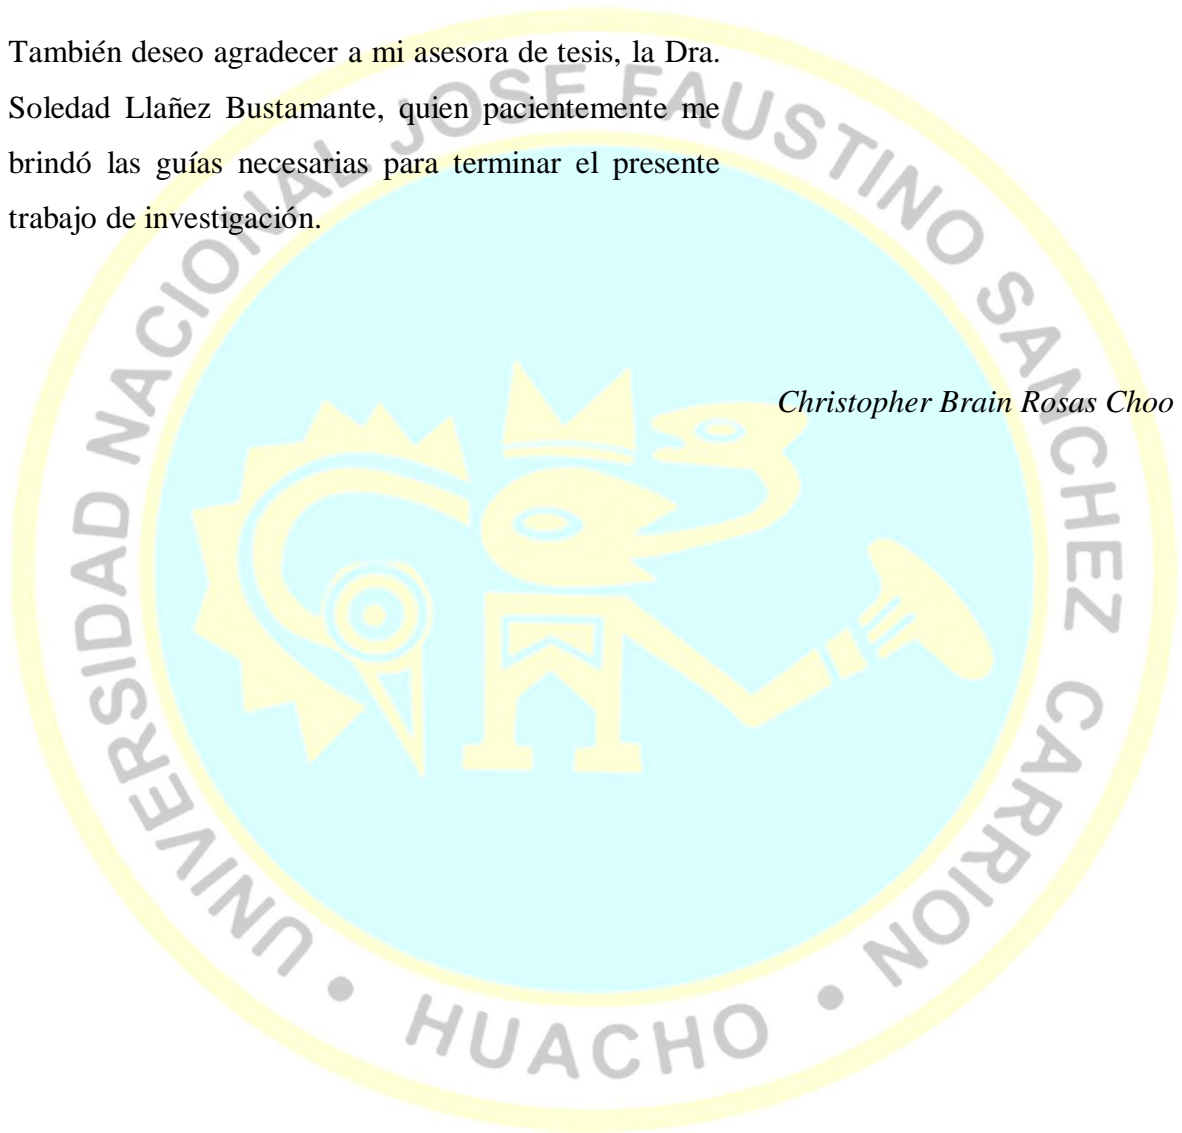 También deseo agradecer a mi asesora de tesis, la Dra.
Soledad Llañez Bustamante, quien pacientemente me
brindó las guías necesarias para terminar el presente
trabajo de investigación.
Christopher Brain Rosas Choo
UNIVERSIDAD NACIONAL JOSE FAUSTINO SANCHEZ CARRION • HUACHO •